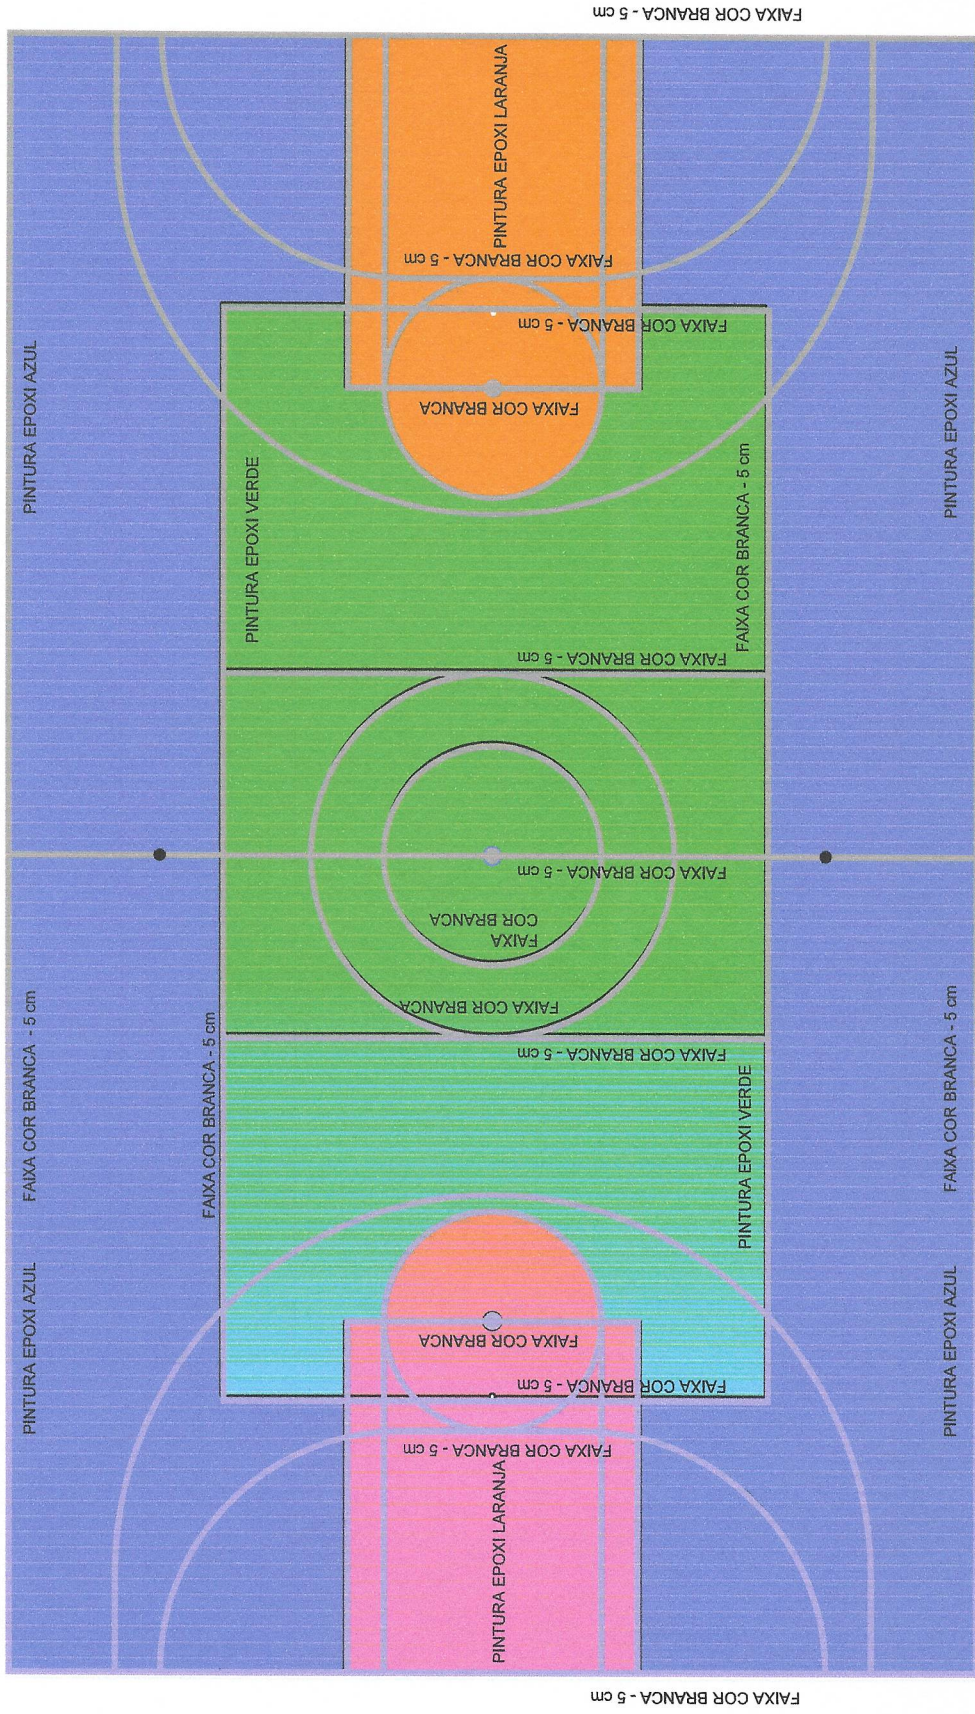 FAIXA COR BRANCA - 5 cm
PINTURA EPOXI LARANJA
FAIXA COR BRANCA - 5 cm
FAIXA COR BRANCA - 5 cm
PINTURA EPOXI AZUL
PINTURA EPOXI AZUL
FAIXA COR BRANCA
PINTURA EPOXI VERDE
FAIXA COR BRANCA - 5 cm
FAIXA COR BRANCA - 5 cm
FAIXA COR BRANCA - 5 cm
FAIXA
COR BRANCA
FAIXA COR BRANCA
FAIXA COR BRANCA - 5 cm
FAIXA COR BRANCA - 5 cm
FAIXA COR BRANCA - 5 cm
FAIXA COR BRANCA - 5 cm
PINTURA EPOXI VERDE
PINTURA EPOXI AZUL
PINTURA EPOXI AZUL
FAIXA COR BRANCA
FAIXA COR BRANCA - 5 cm
FAIXA COR BRANCA - 5 cm
PINTURA EPOXI LARANJA
FAIXA COR BRANCA - 5 cm